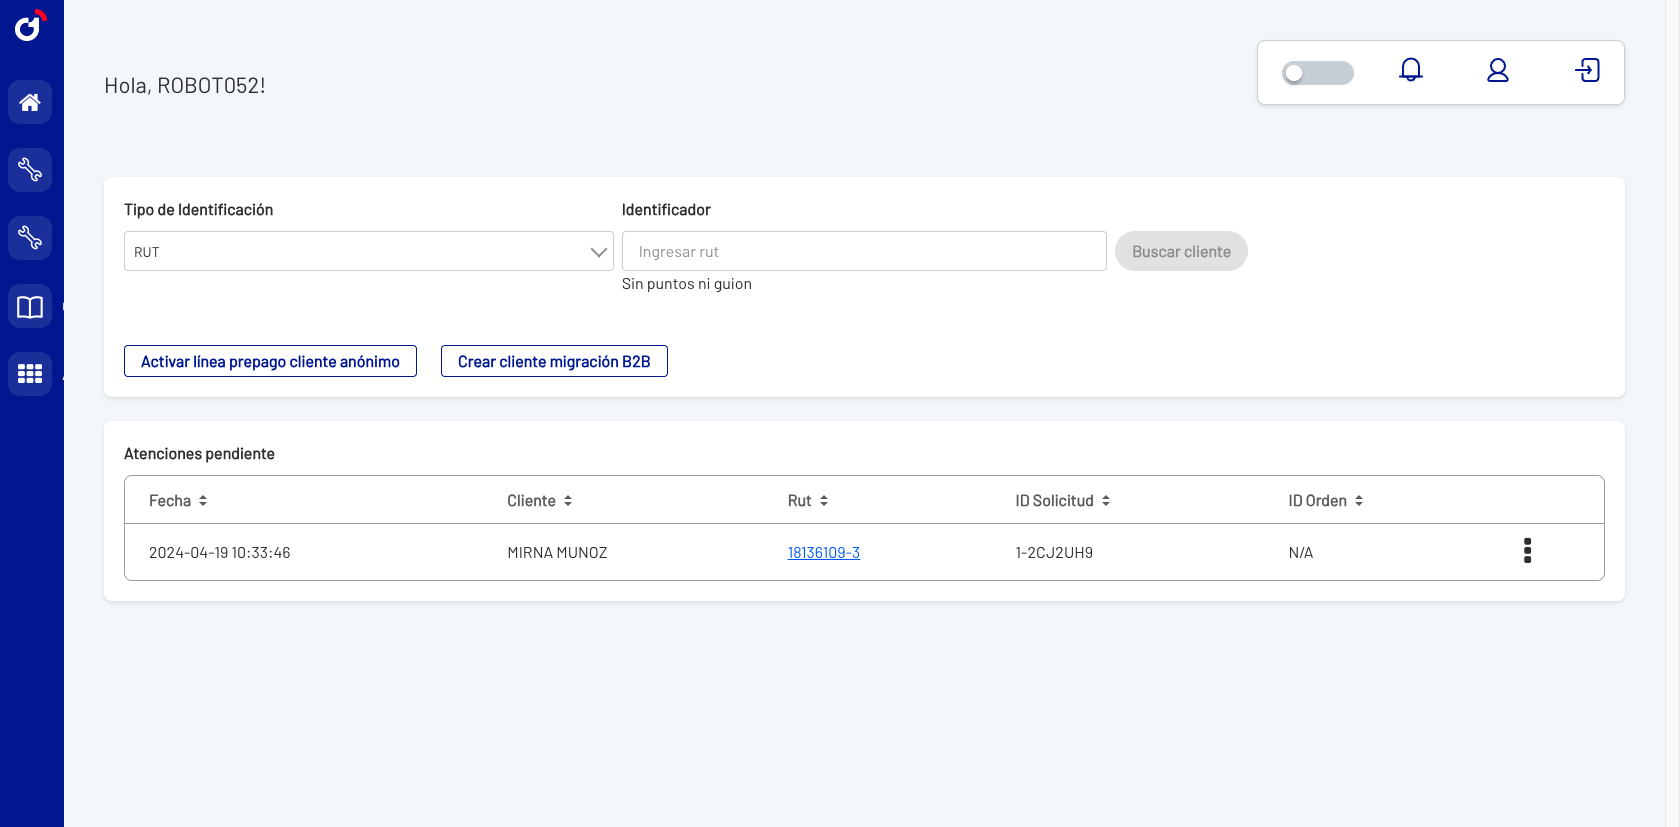 Hola, ROBOT052!
Tipo de Identificación
Identificador
RUT
Ingresar rut
Buscar cliente
Sin puntos ni guion
Activar línea prepago cliente anónimo
Crear cliente migración B2B
Atenciones pendiente
Fecha Cliente Rut ID Solicitud ID Orden
2024-04-19 10:33:46 MIRNA MUNOZ 18136109-3 1-2CJ2UH9 N/A